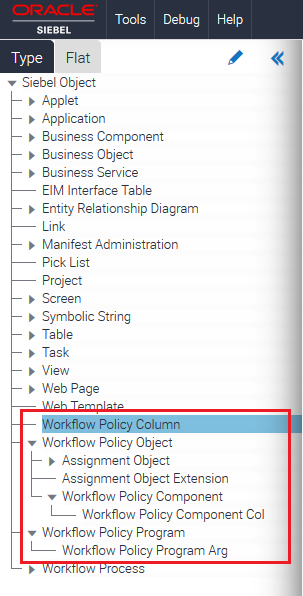 ORACLE
SIEBEL
Tools Debug Help
Type Flat
Siebel Object
Applet
Application
Business Component
Business Object
Business Service
EIM Interface Table
Entity Relationship Diagram
Link
Manifest Administration
Pick List
Project
Screen
Symbolic String
Table
Task
View
Web Page
Web Template
Workflow Policy Column
Workflow Policy Object
Assignment Object
Assignment Object Extension
Workflow Policy Component
Workflow Policy Component Col
Workflow Policy Program
Workflow Policy Program Arg
Workflow Process